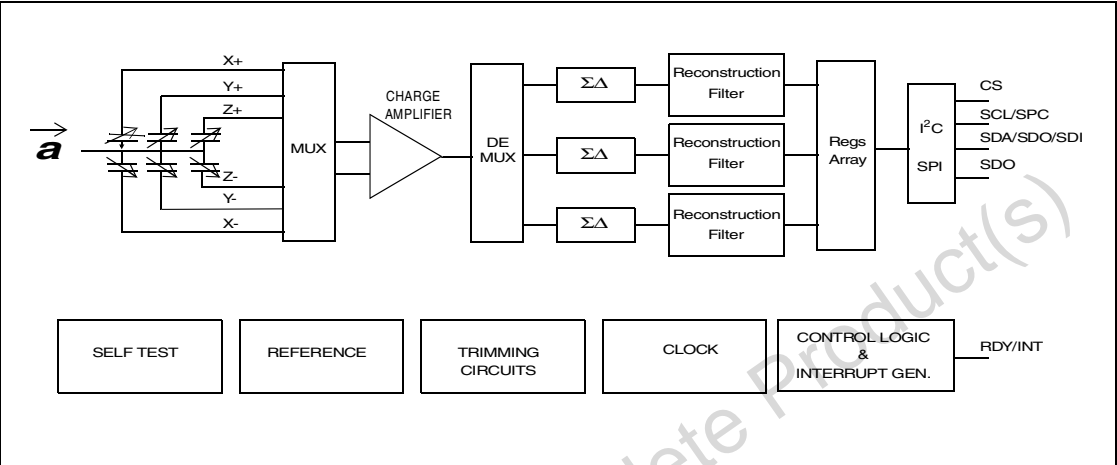 X+
Y+
Z+
a
Z-
Y-
X-
MUX
CHARGE
AMPLIFIER
DE
MUX
ΣΔ
ΣΔ
ΣΔ
Reconstruction
Filter
Reconstruction
Filter
Reconstruction
Filter
Regs
Array
I²C
SPI
CS
SCL/SPC
SDA/SDO/SDI
SDO
SELF TEST
REFERENCE
TRIMMING
CIRCUITS
CLOCK
CONTROL LOGIC
&
INTERRUPT GEN.
RDY/INT
lete Product(s)